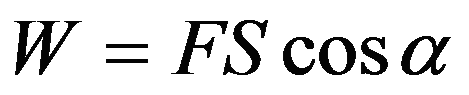 W = FS cos α